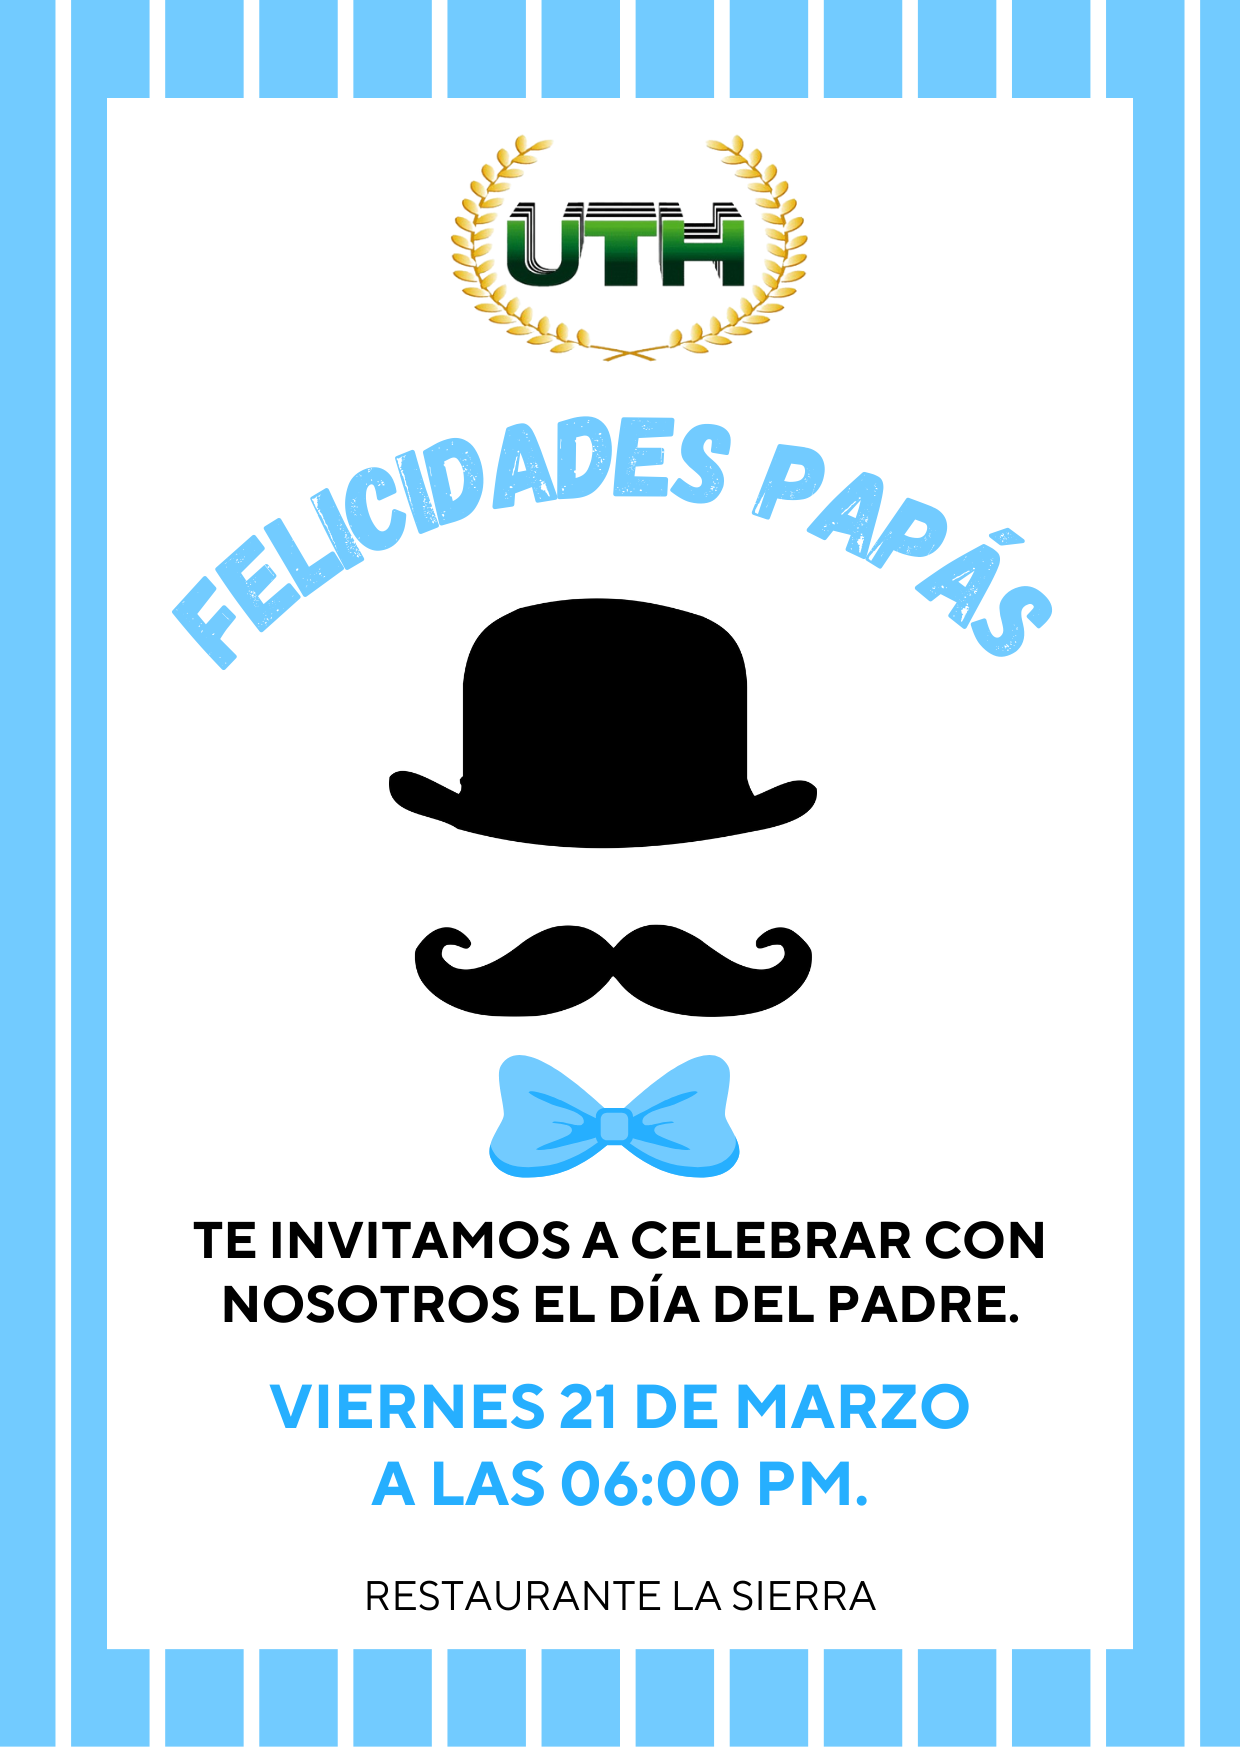 UTH
FELICIDADES PAPÁS
TE INVITAMOS A CELEBRAR CON
NOSOTROS EL DÍA DEL PADRE.
VIERNES 21 DE MARZO
A LAS 06:00 PM.
RESTAURANTE LA SIERRA